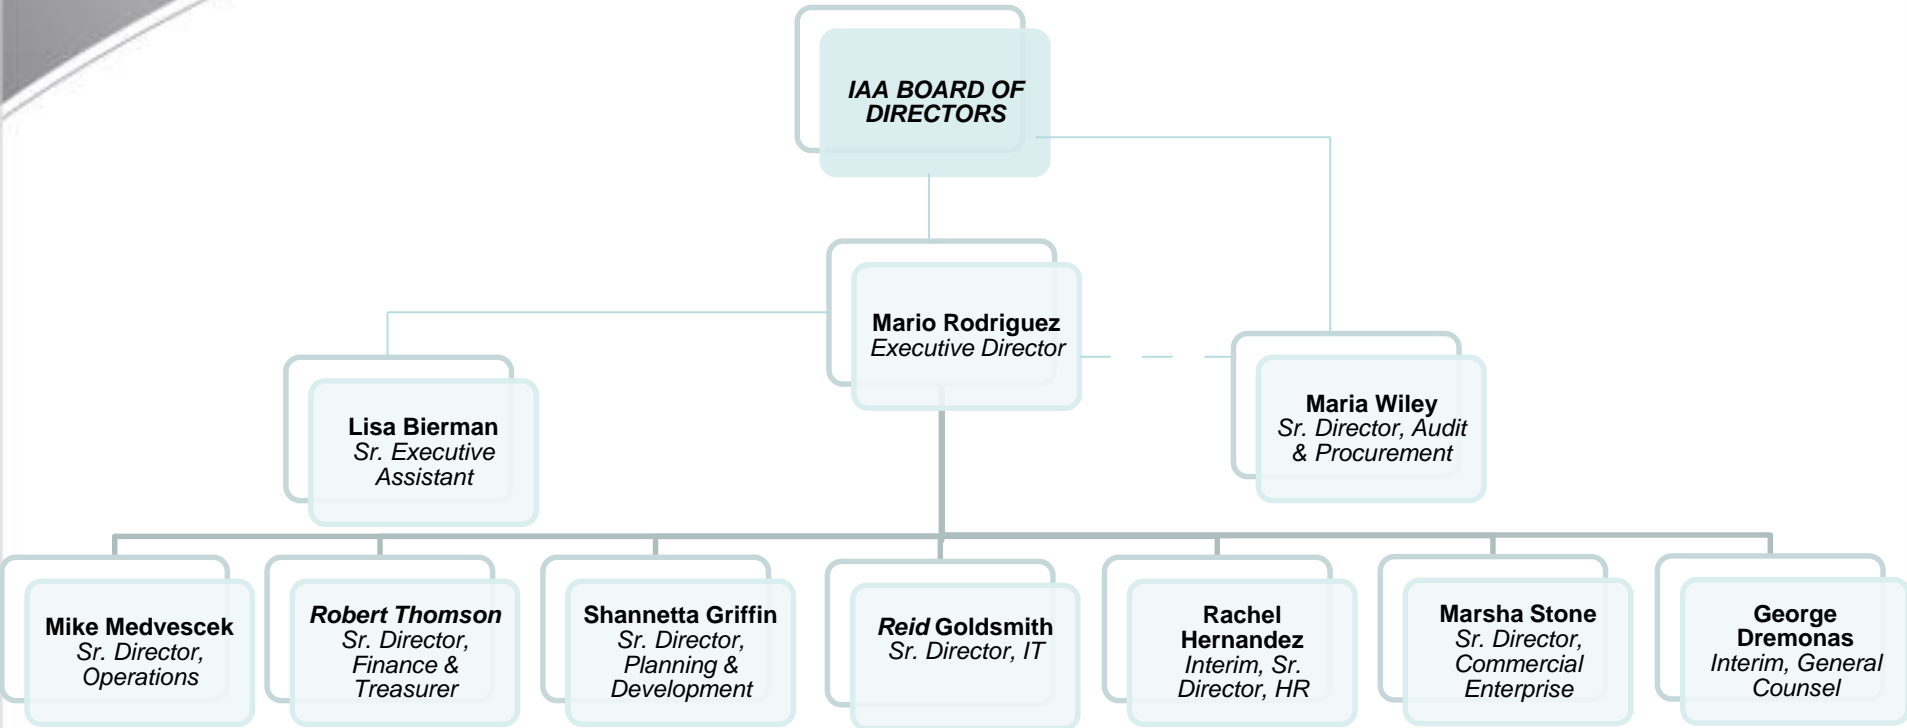 IAA BOARD OF
DIRECTORS
Mario Rodriguez
Executive Director
Lisa Bierman
Sr. Executive
Assistant
Maria Wiley
Sr. Director, Audit
& Procurement
Mike Medvescek
Sr. Director,
Operations
Robert Thomson
Sr. Director,
Finance &
Treasurer
Shannetta Griffin
Sr. Director,
Planning &
Development
Reid Goldsmith
Sr. Director, IT
Rachel
Hernandez
Interim, Sr.
Director, HR
Marsha Stone
Sr. Director,
Commercial
Enterprise
George
Dremonas
Interim, General
Counsel